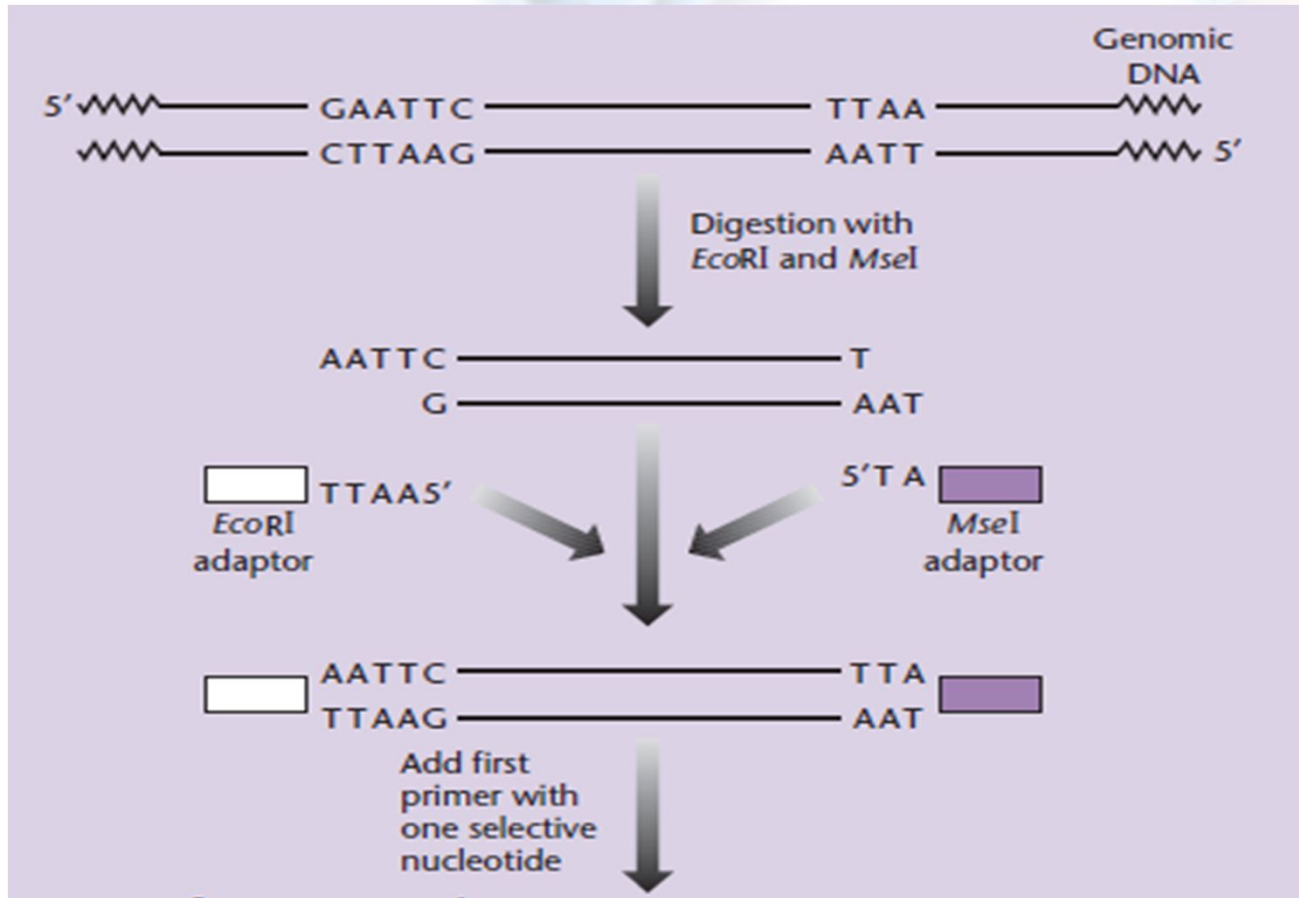 Genomic
DNA
5′ GAATTC TTAA
CTTAAG AATT 5′
Digestion with
EcoRI and MseI
AATTC T
G AAT
TTAA5′ 5′TA
EcoRI MseI
adaptor adaptor
AATTC TTA
TTAAG AAT
Add first
primer with
one selective
nucleotide